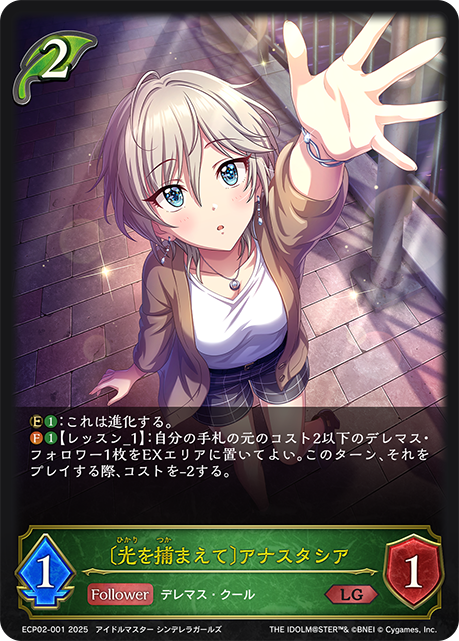 2
E1:これは進化する。
F1【レッスン_1】:自分の手札の元のコスト2以下のデレマス・
フォロワー1枚をEXエリアに置いてよい。このターン、それを
プレイする際、コストを-2する。
ひかり つか
〔光を捕まえて〕アナスタシア
1
Follower デレマス・クール LG
1
ECP02-001 2025 アイドルマスター シンデレラガールズ THE IDOLM@STER™& ©BNEI © Cygames, Inc.